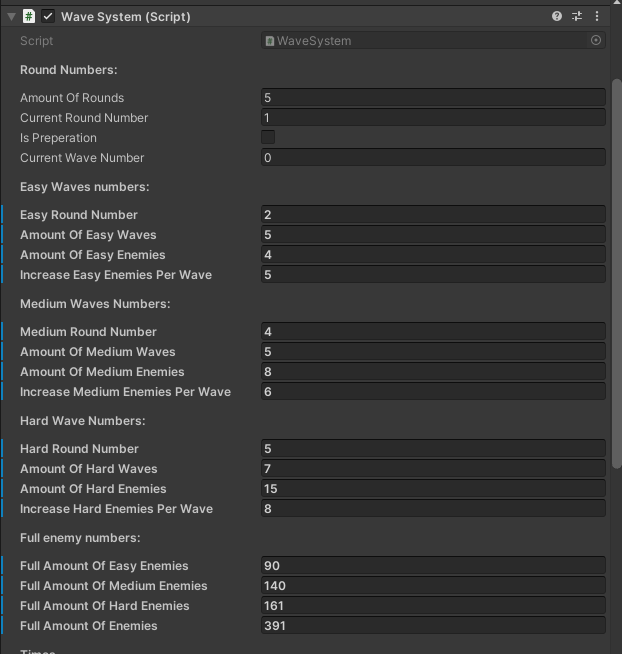 Wave System (Script)
Script WaveSystem
Round Numbers:
Amount Of Rounds 5
Current Round Number 1
Is Preperation
Current Wave Number 0
Easy Waves numbers:
Easy Round Number 2
Amount Of Easy Waves 5
Amount Of Easy Enemies 4
Increase Easy Enemies Per Wave 5
Medium Waves Numbers:
Medium Round Number 4
Amount Of Medium Waves 5
Amount Of Medium Enemies 8
Increase Medium Enemies Per Wave 6
Hard Wave Numbers:
Hard Round Number 5
Amount Of Hard Waves 7
Amount Of Hard Enemies 15
Increase Hard Enemies Per Wave 8
Full enemy numbers:
Full Amount Of Easy Enemies 90
Full Amount Of Medium Enemies 140
Full Amount Of Hard Enemies 161
Full Amount Of Enemies 391
Times